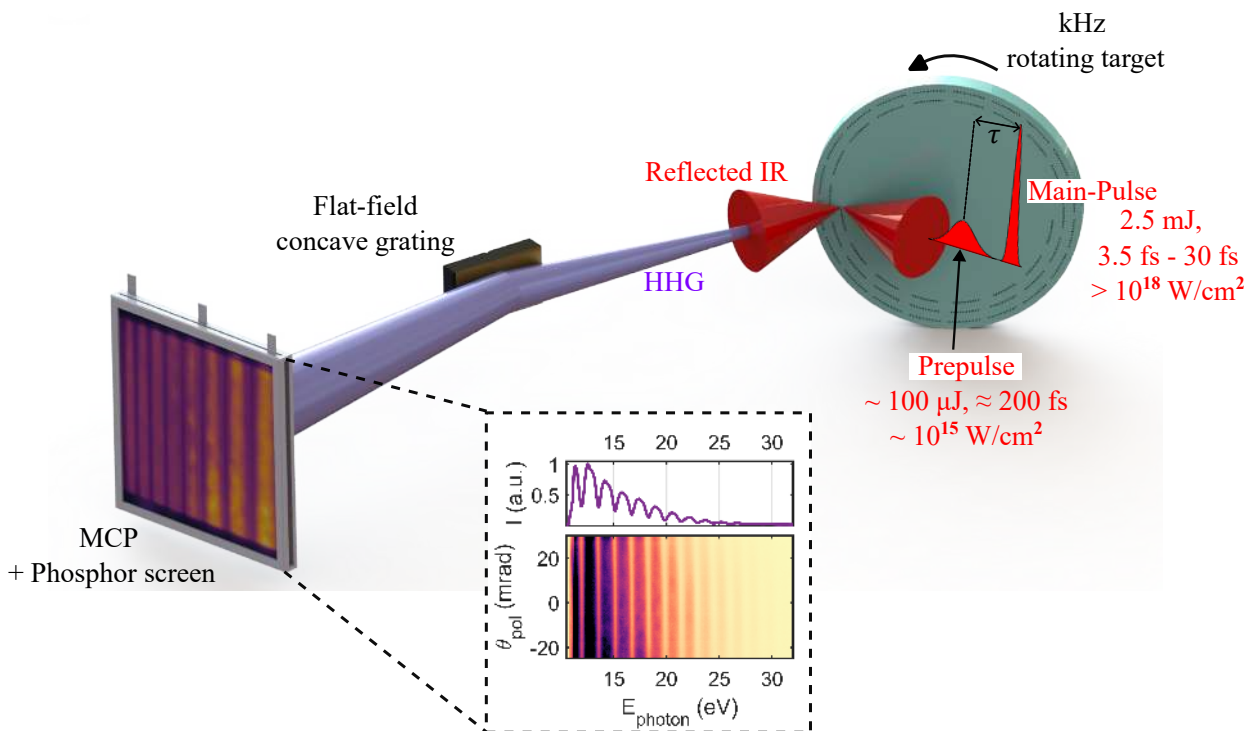 kHz
rotating target
τ
Reflected IR
Main-Pulse
2.5 mJ,
3.5 fs - 30 fs
> 10¹⁸ W/cm²
Flat-field
concave grating
HHG
Prepulse
~ 100 μJ, ≈ 200 fs
~ 10¹⁵ W/cm²
MCP
+ Phosphor screen
15 20 25 30
I (a.u.)
1
0.5
θpol (mrad)
20
0
-20
15 20 25 30
Ephoton (eV)